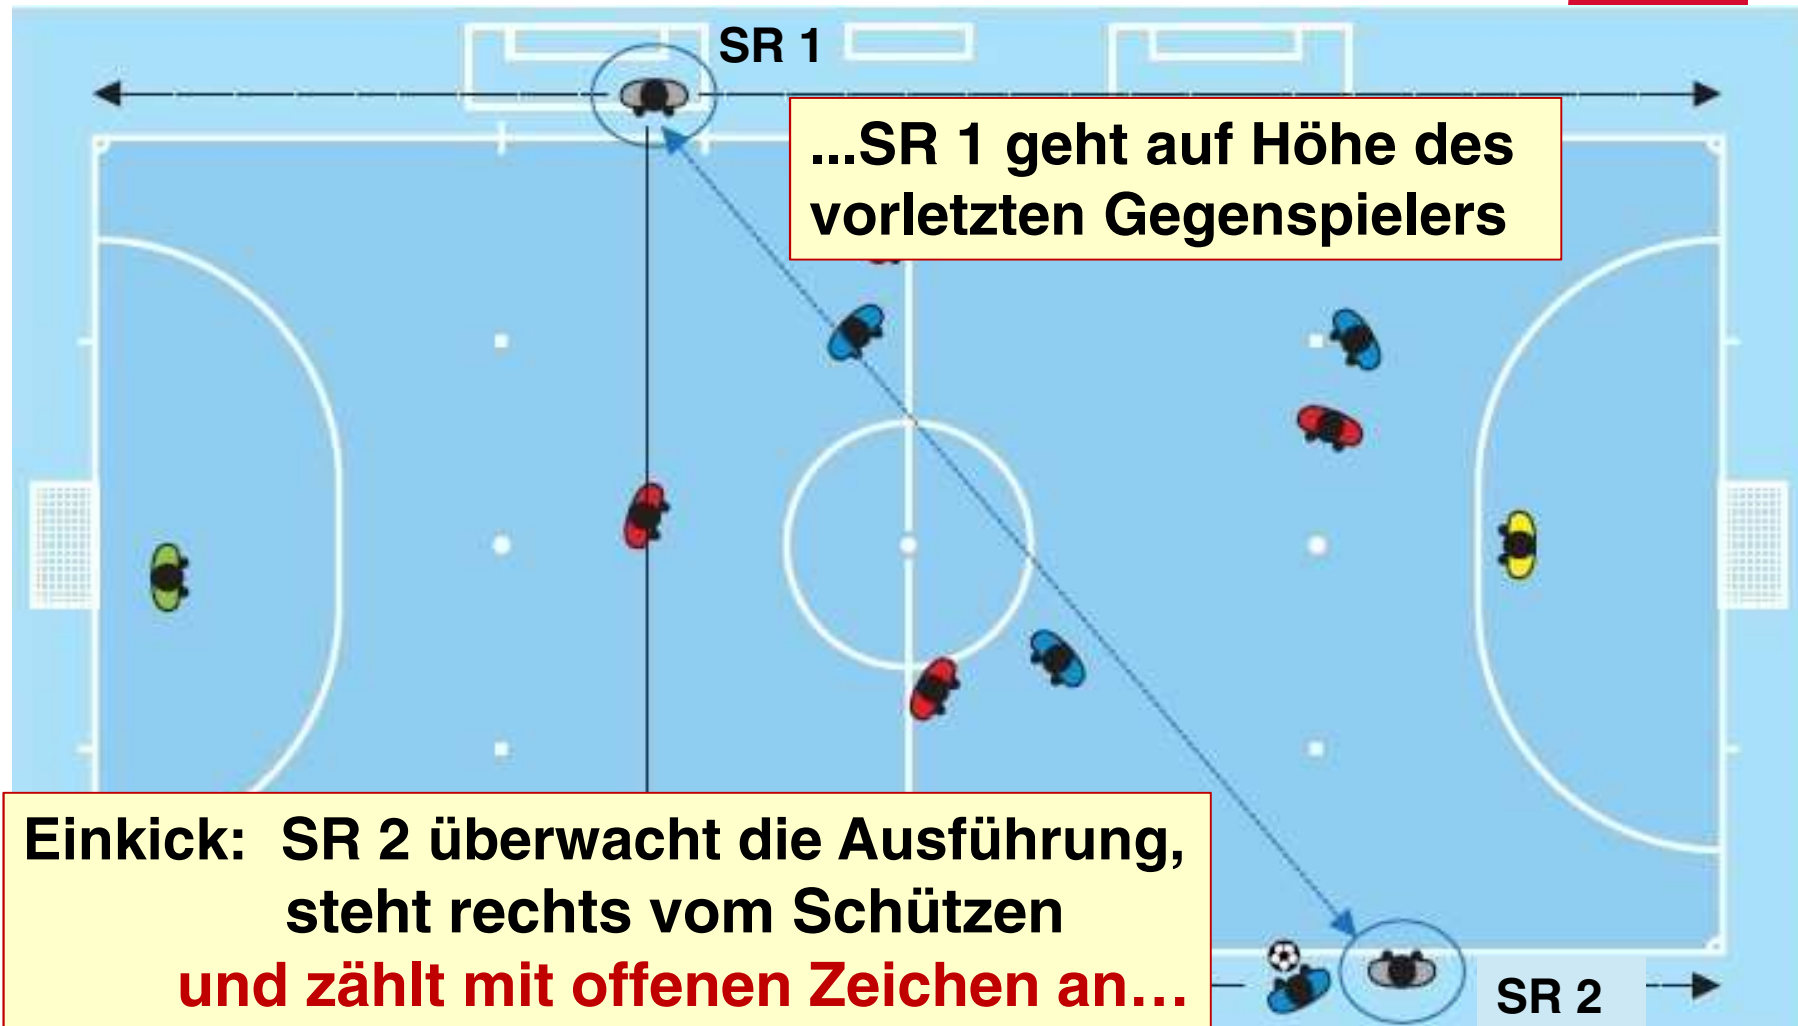 SR 1
...SR 1 geht auf Höhe des
vorletzten Gegenspielers
Einkick: SR 2 überwacht die Ausführung,
steht rechts vom Schützen
und zählt mit offenen Zeichen an...
SR 2